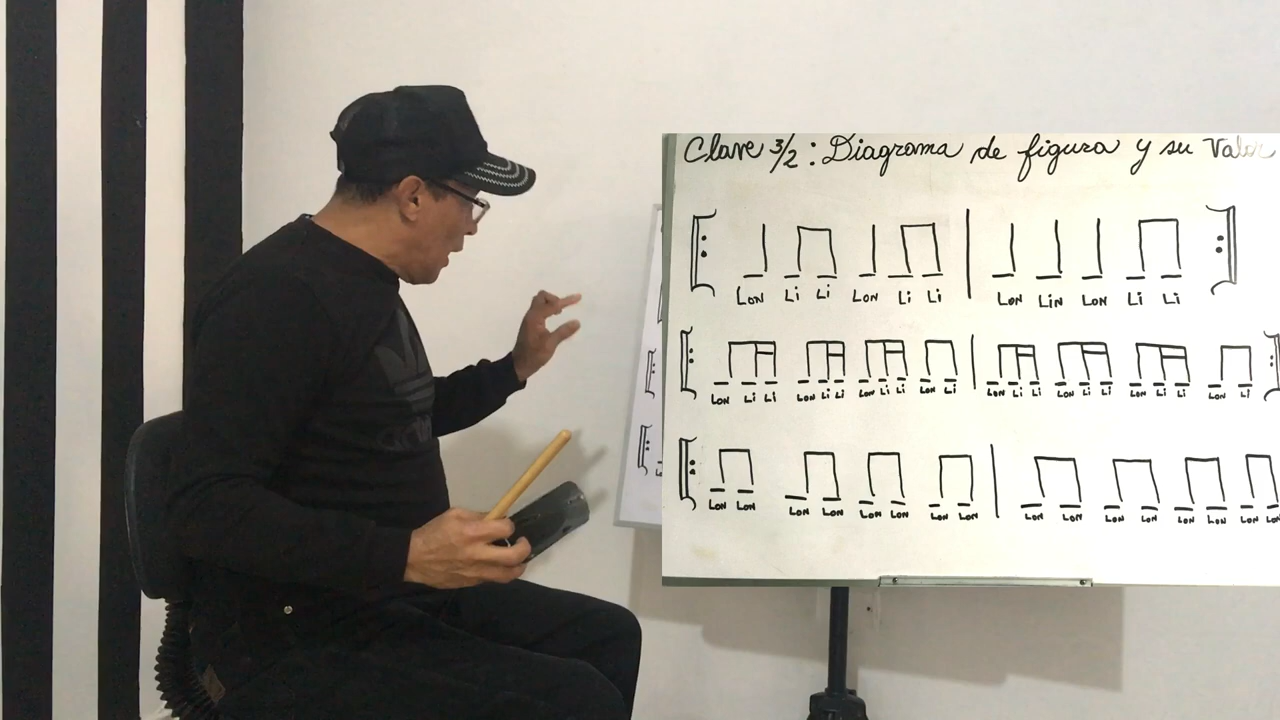 Clave 3/2 : Diagrama de figura y su Valor
Lon Li Li Lon Li Li Lon Lin Lon Li Li
Lon Li Li Lon Li Li Lon Li Li Lon Li Lon Li Li Lon Li Li Lon Li Li Lon Li
Lon Lon Lon Lon Lon Lon Lon Lon Lon Lon Lon Lon Lon Lon Lon Lon